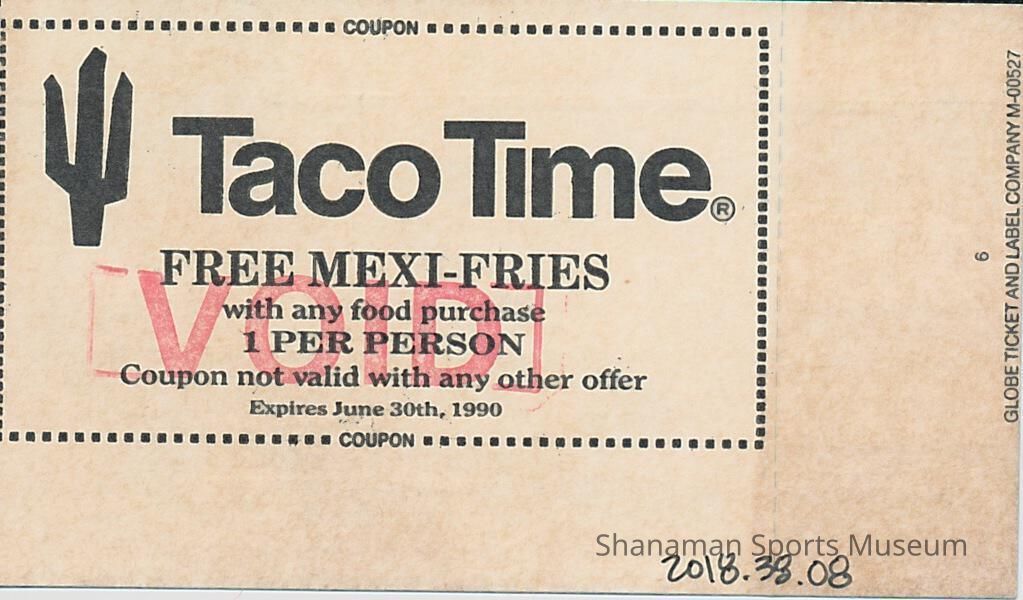 COUPON
Taco Time®
FREE MEXI-FRIES
with any food purchase
1 PER PERSON
VOID
Coupon not valid with any other offer
Expires June 30th, 1990
COUPON
6
GLOBE TICKET AND LABEL COMPANY M-00527
Shanaman Sports Museum
2018.38.08